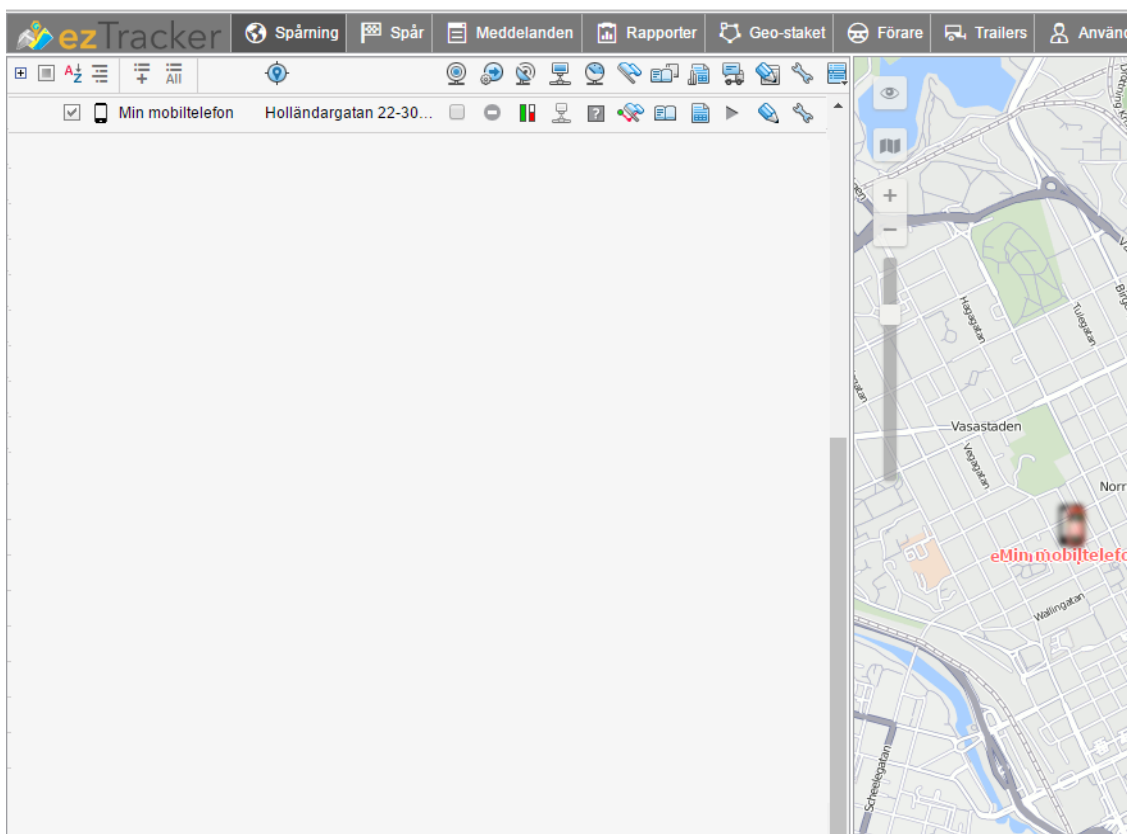 ezTracker Spårning Spår Meddelanden Rapporter Geo-staket Förare Trailers Använd
All
Min mobiltelefon Holländargatan 22-30...
Hagagatan
Tulegatan
Vasastaden
Vegagatan
Norr
eMin mobiltelefo
Wallingatan
Scheelegatan